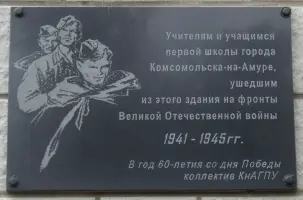 Учителям и учащимся
первой школы города
Комсомольска-на-Амуре,
ушедшим
из этого здания на фронты
Великой Отечественной войны
1941 - 1945гг.
В год 60-летия со дня Победы
коллектив КнАГПУ